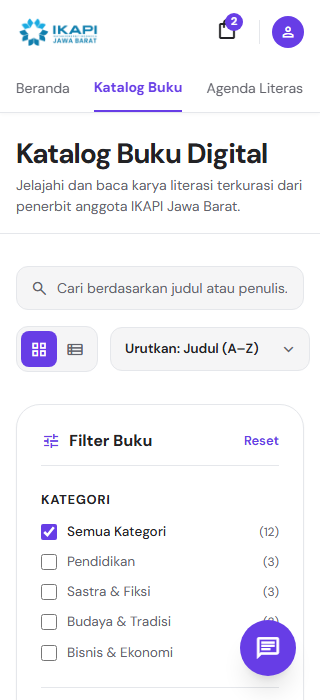 IKAPI
JAWA BARAT
2
Beranda
Katalog Buku
Agenda Literas
Katalog Buku Digital
Jelajahi dan baca karya literasi terkurasi dari
penerbit anggota IKAPI Jawa Barat.
Cari berdasarkan judul atau penulis.
Urutkan: Judul (A–Z)
Filter Buku
Reset
KATEGORI
Semua Kategori (12)
Pendidikan (3)
Sastra & Fiksi (3)
Budaya & Tradisi
Bisnis & Ekonomi